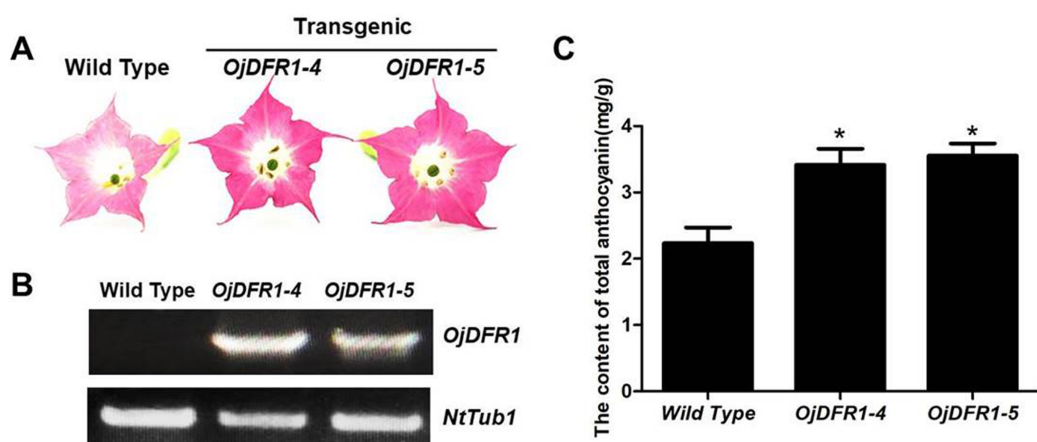 A
Transgenic
Wild Type OjDFR1-4 OjDFR1-5
B
Wild Type OjDFR1-4 OjDFR1-5
OjDFR1
NtTub1
C
The content of total anthocyanin(mg/g)
4
3
2
1
0
* *
Wild Type OjDFR1-4 OjDFR1-5